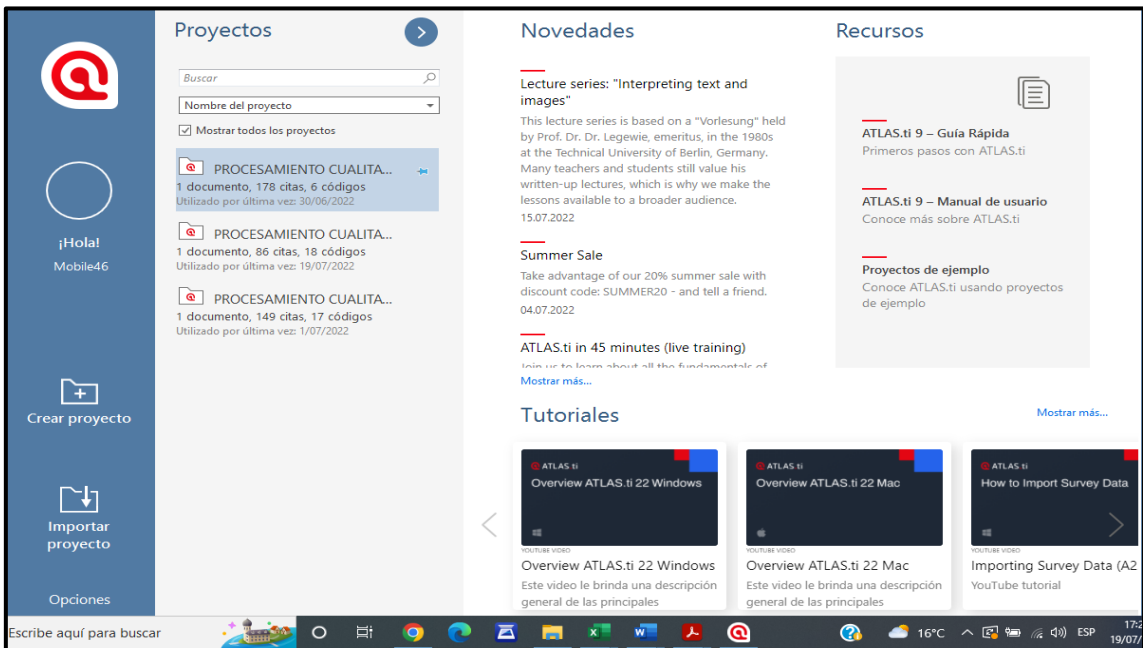 ¡Hola!
Mobile46
Crear proyecto
Importar
proyecto
Opciones
Proyectos
Buscar
Nombre del proyecto
Mostrar todos los proyectos
PROCESAMIENTO CUALITA...
1 documento, 178 citas, 6 códigos
Utilizado por última vez: 30/06/2022
PROCESAMIENTO CUALITA...
1 documento, 86 citas, 18 códigos
Utilizado por última vez: 19/07/2022
PROCESAMIENTO CUALITA...
1 documento, 149 citas, 17 códigos
Utilizado por última vez: 1/07/2022
Novedades
Lecture series: "Interpreting text and
images"
This lecture series is based on a "Vorlesung" held
by Prof. Dr. Dr. Legewie, emeritus, in the 1980s
at the Technical University of Berlin, Germany.
Many teachers and students still value his
written-up lectures, which is why we make the
lessons available to a broader audience.
15.07.2022
Summer Sale
Take advantage of our 20% summer sale with
discount code: SUMMER20 - and tell a friend.
04.07.2022
ATLAS.ti in 45 minutes (live training)
Join us to learn about all the fundamentals of
Mostrar más...
Recursos
ATLAS.ti 9 – Guía Rápida
Primeros pasos con ATLAS.ti
ATLAS.ti 9 – Manual de usuario
Conoce más sobre ATLAS.ti
Proyectos de ejemplo
Conoce ATLAS.ti usando proyectos
de ejemplo
Tutoriales
Mostrar más...
ATLAS ti
Overview ATLAS.ti 22 Windows
YOUTUBE VIDEO
Overview ATLAS.ti 22 Windows
Este video le brinda una descripción
general de las principales
ATLAS ti
Overview ATLAS.ti 22 Mac
YOUTUBE VIDEO
Overview ATLAS.ti 22 Mac
Este video le brinda una descripción
general de las principales
ATLAS ti
How to Import Survey Data
YOUTUBE VIDEO
Importing Survey Data (A2
YouTube tutorial
Escribe aquí para buscar
16°C
ESP
17:2
19/07/